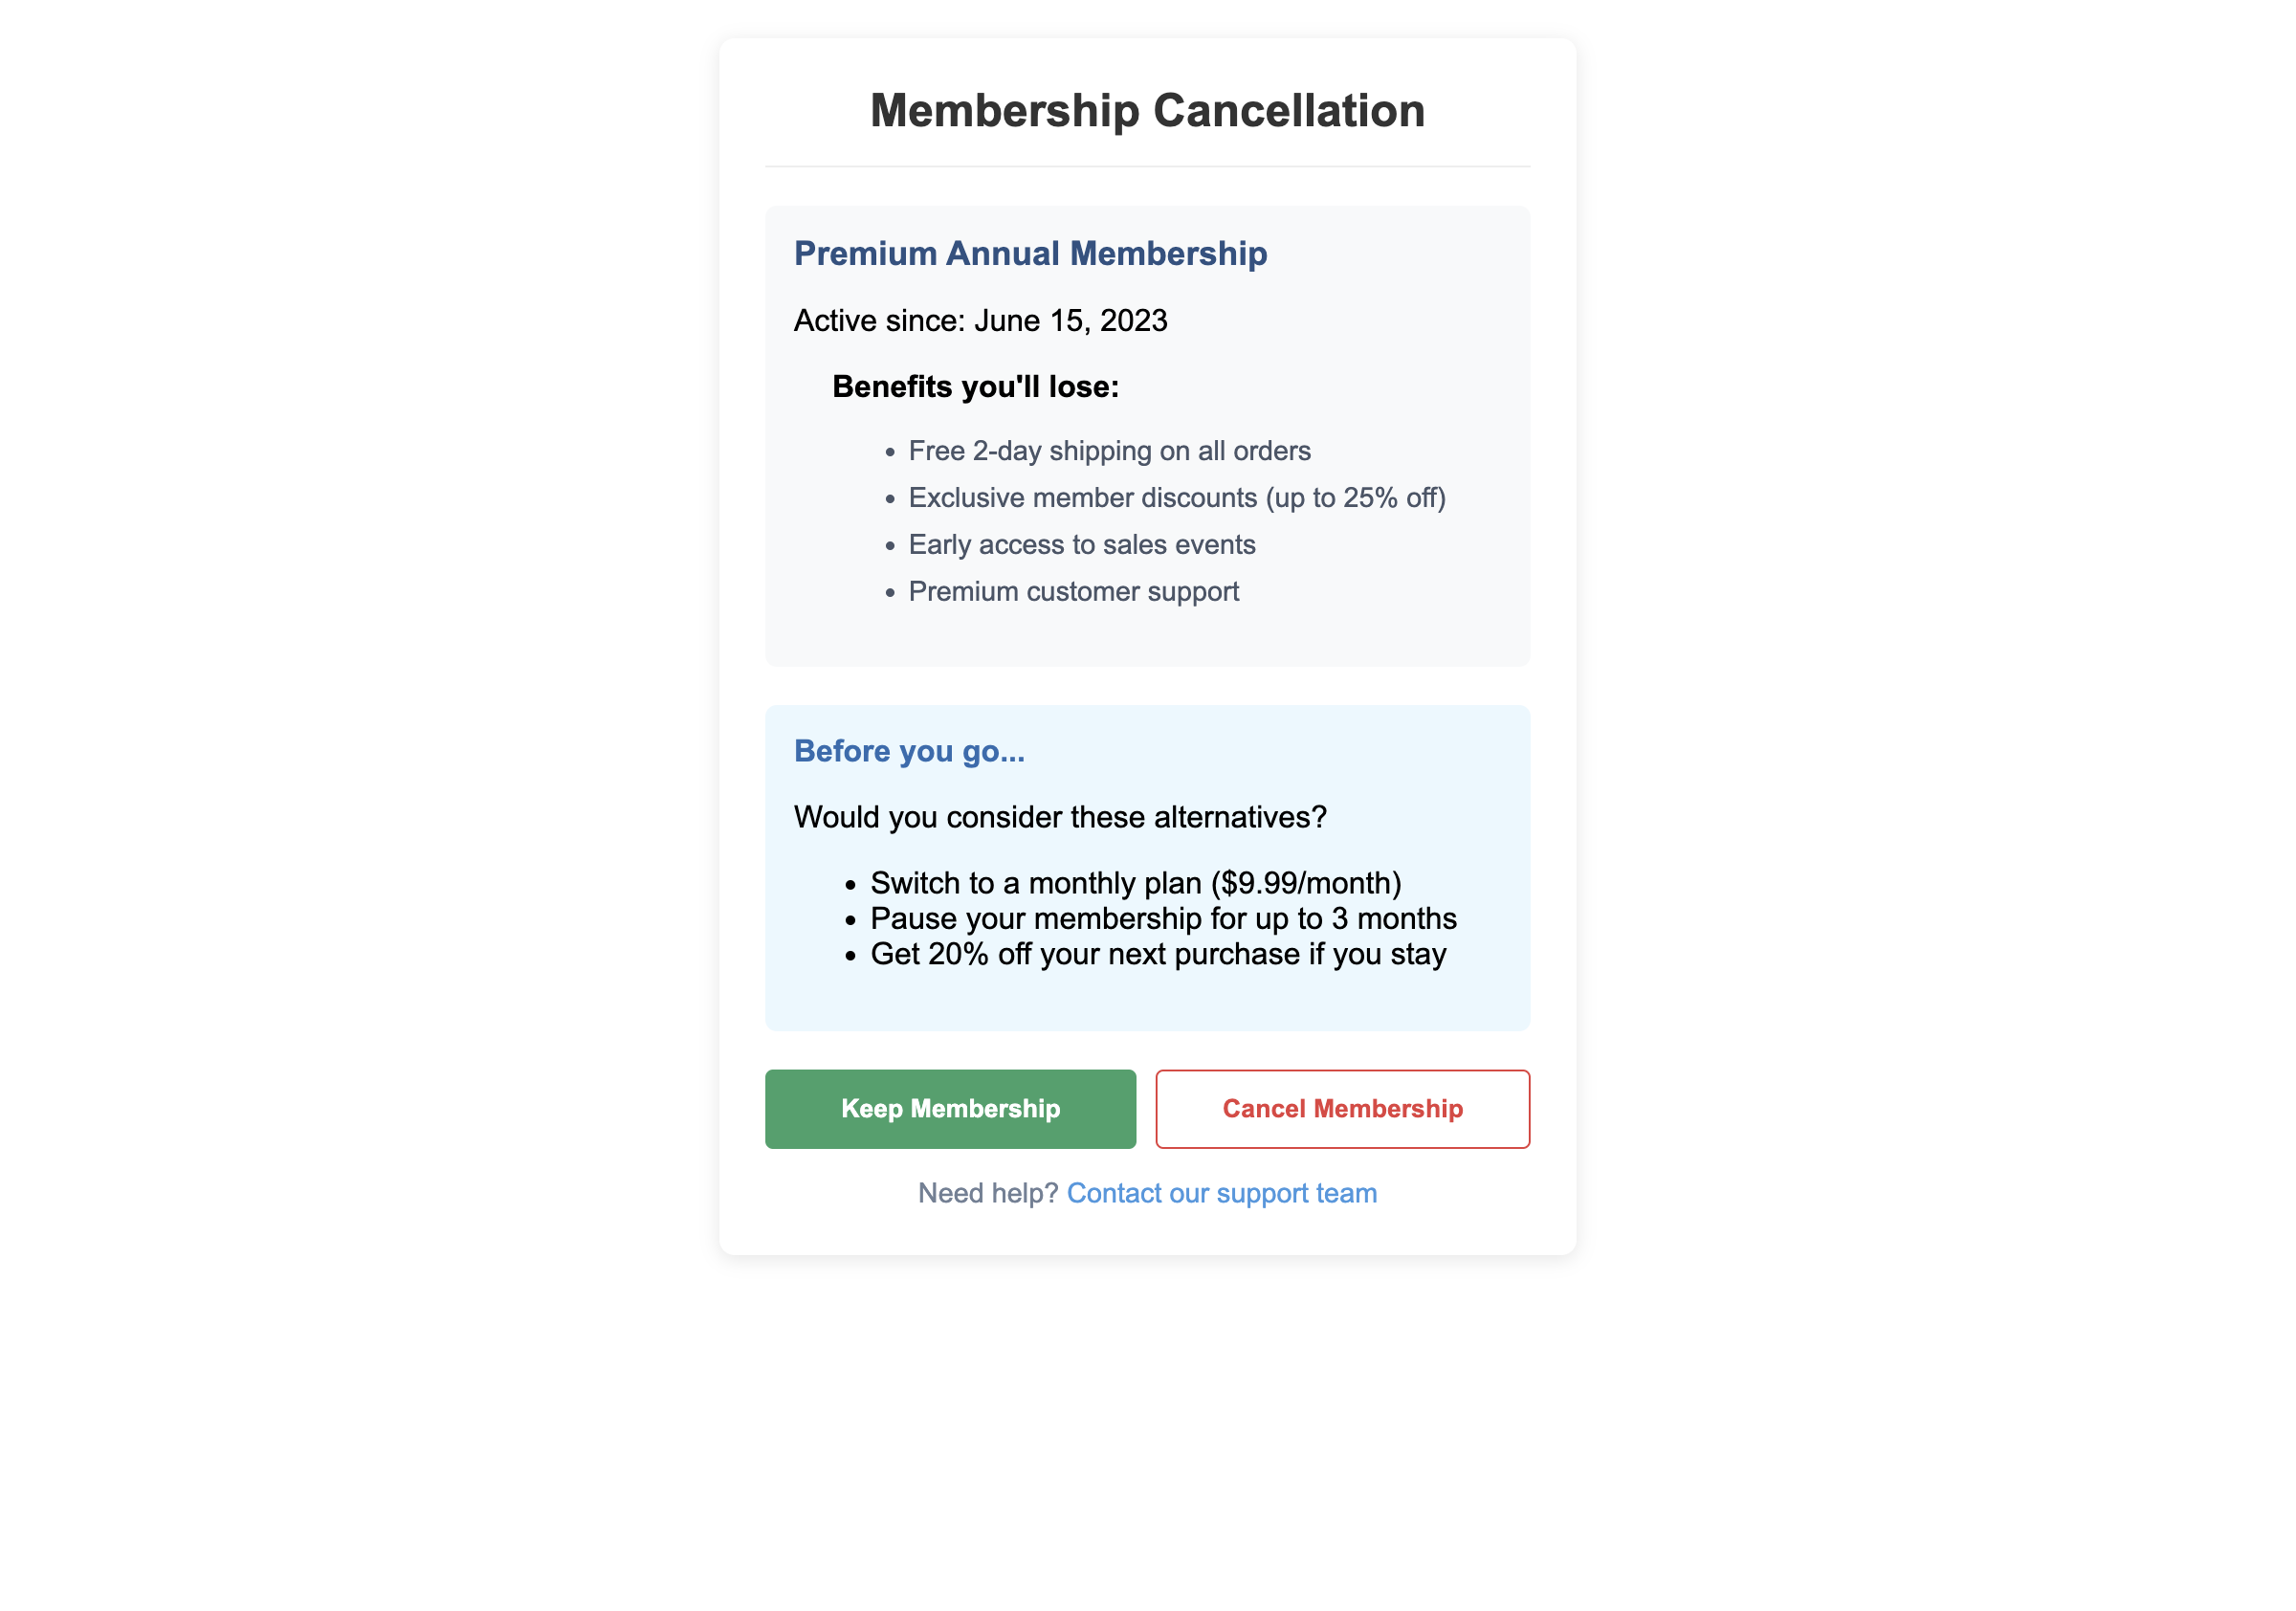 Membership Cancellation
Premium Annual Membership
Active since: June 15, 2023
Benefits you'll lose:
• Free 2-day shipping on all orders
• Exclusive member discounts (up to 25% off)
• Early access to sales events
• Premium customer support
Before you go...
Would you consider these alternatives?
• Switch to a monthly plan ($9.99/month)
• Pause your membership for up to 3 months
• Get 20% off your next purchase if you stay
Keep Membership
Cancel Membership
Need help? Contact our support team